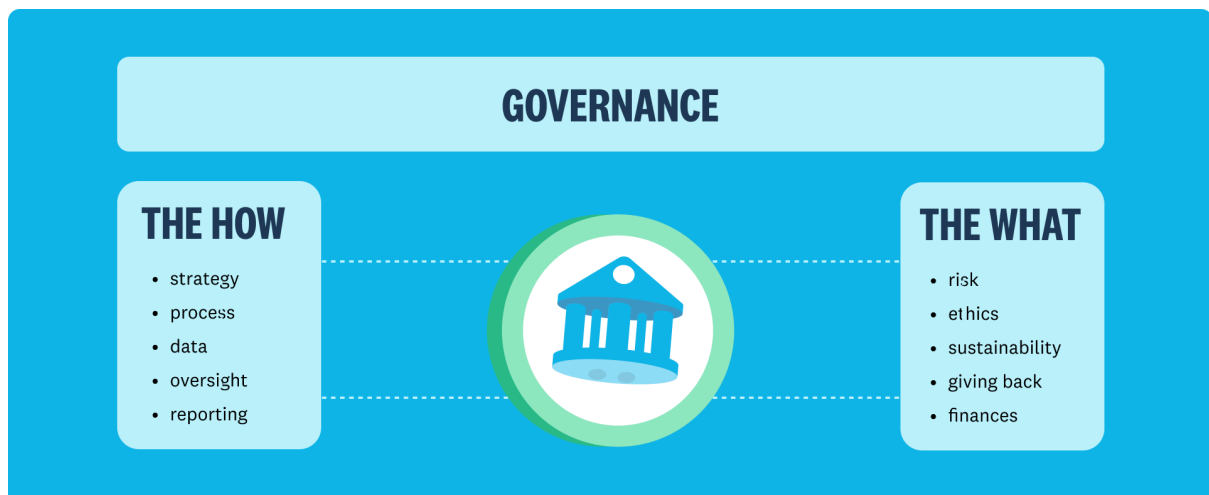 GOVERNANCE
THE HOW
• strategy
• process
• data
• oversight
• reporting
THE WHAT
• risk
• ethics
• sustainability
• giving back
• finances